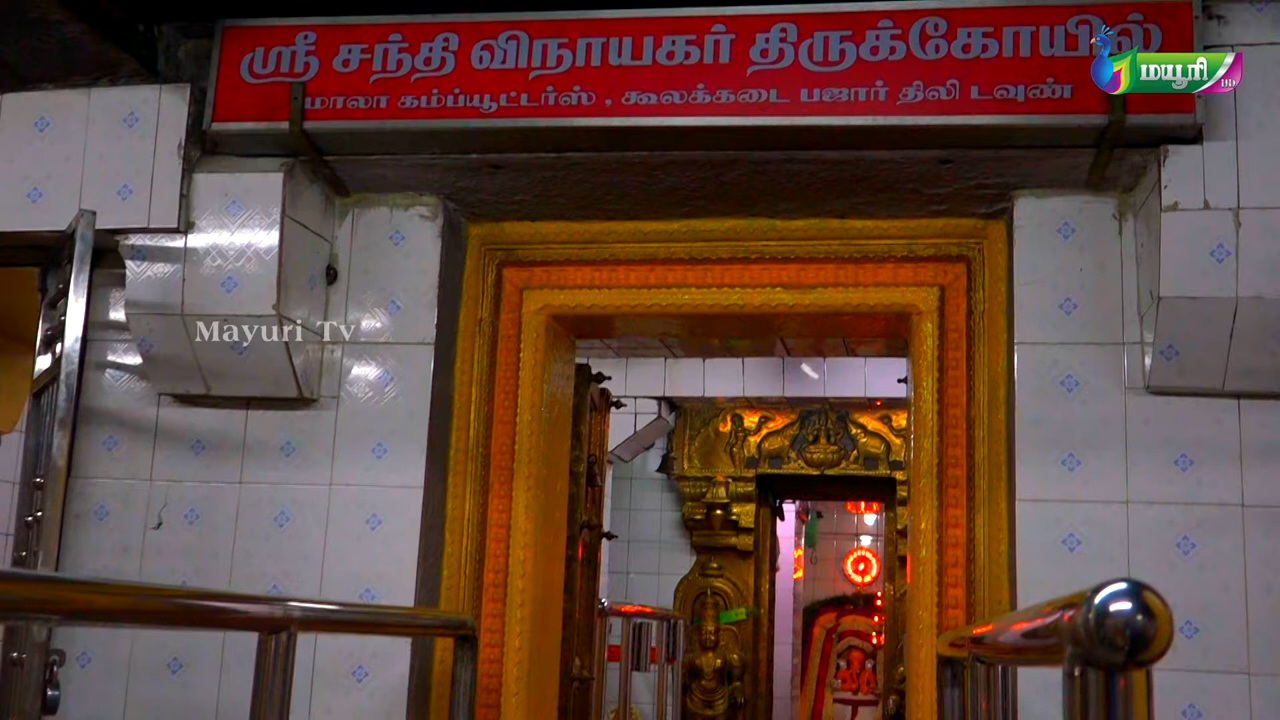 ஸ்ரீ சந்தி விநாயகர் திருக்கோயில்
மாலா கம்ப்யூட்டர்ஸ் , கூலக்கடை பஜார் திலி டவுண்
மயூரி
Mayuri Tv